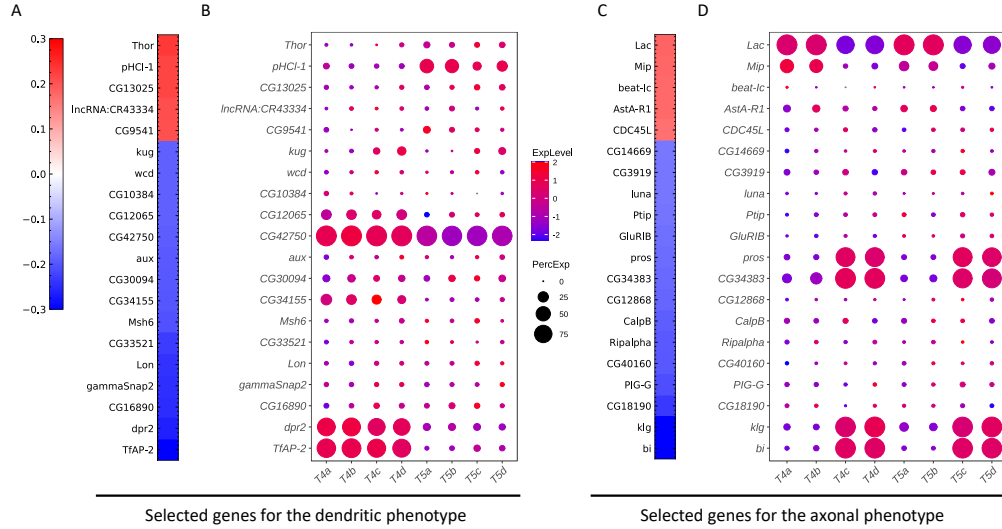 A
B
C
D
0.3
0.2
0.1
0.0
−0.1
−0.2
−0.3
Thor
pHCl-1
CG13025
lncRNA:CR43334
CG9541
kug
wcd
CG10384
CG12065
CG42750
aux
CG30094
CG34155
Msh6
CG33521
Lon
gammaSnap2
CG16890
dpr2
TfAP-2
Thor
pHCl-1
CG13025
lncRNA:CR43334
CG9541
kug
wcd
CG10384
CG12065
CG42750
aux
CG30094
CG34155
Msh6
CG33521
Lon
gammaSnap2
CG16890
dpr2
TfAP-2
T4a T4b T4c T4d T5a T5b T5c T5d
ExpLevel
2
1
0
-1
-2
PercExp
0
25
50
75
Lac
Mip
beat-Ic
AstA-R1
CDC45L
CG14669
CG3919
luna
Ptip
GluRIB
pros
CG34383
CG12868
CalpB
Ripalpha
CG40160
PIG-G
CG18190
klg
bi
Lac
Mip
beat-Ic
AstA-R1
CDC45L
CG14669
CG3919
luna
Ptip
GluRIB
pros
CG34383
CG12868
CalpB
Ripalpha
CG40160
PIG-G
CG18190
klg
bi
T4a T4b T4c T4d T5a T5b T5c T5d
Selected genes for the dendritic phenotype
Selected genes for the axonal phenotype